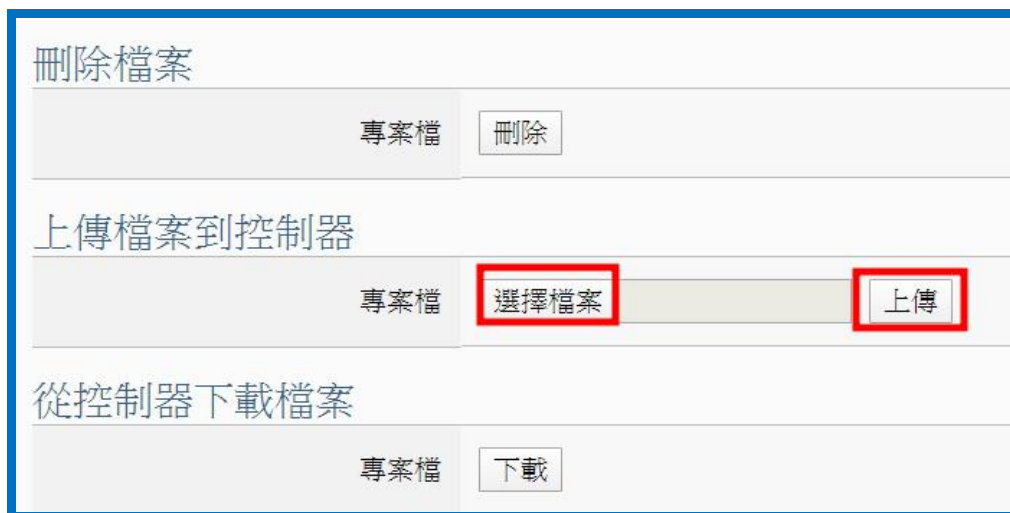 刪除檔案
專案檔 刪除
上傳檔案到控制器
專案檔 選擇檔案 上傳
從控制器下載檔案
專案檔 下載